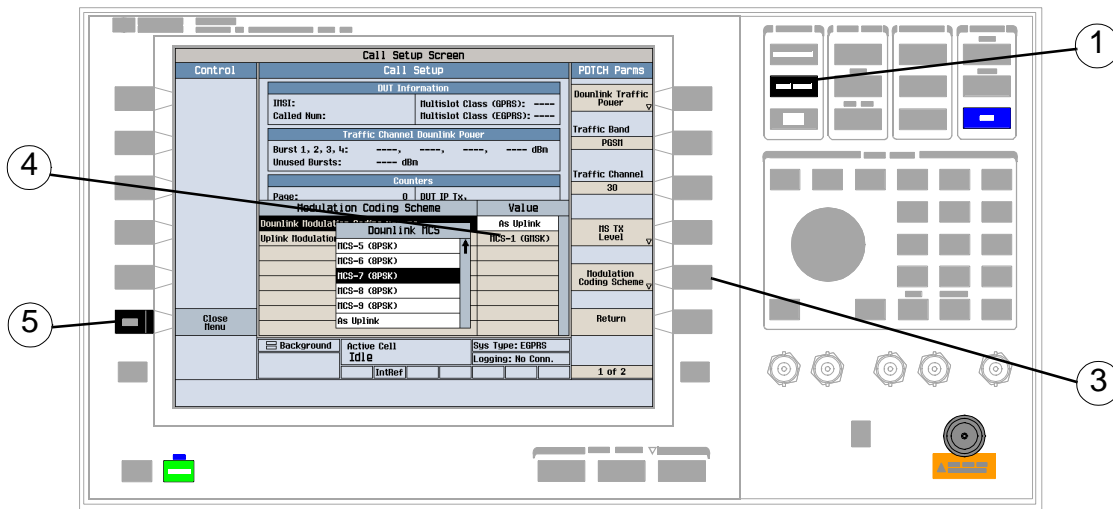 1
Call Setup Screen
Control
Call Setup
PDTCH Parms
DUT Information
IMSI:
Multislot Class (GPRS): ----
Called Num:
Multislot Class (EGPRS): ----
Downlink Traffic
Power
Traffic Channel Downlink Power
Burst 1, 2, 3, 4: ----, ----, ----, ---- dBm
Unused Bursts: ---- dBm
Traffic Band
PGSM
4
Counters
Page: 0
DUT IP Tx,
Traffic Channel
30
Modulation Coding Scheme
Value
Downlink Modulation Coding
As Uplink
Uplink Modulation
MCS-1 (GMSK)
Downlink MCS
MCS-5 (8PSK)
MCS-6 (8PSK)
MCS-7 (8PSK)
MCS-8 (8PSK)
MCS-9 (8PSK)
As Uplink
MS TX
Level
Modulation
Coding Scheme
3
5
Close
Menu
Return
Background
Active Cell
Idle
Sys Type: EGPRS
Logging: No Conn.
IntRef
1 of 2